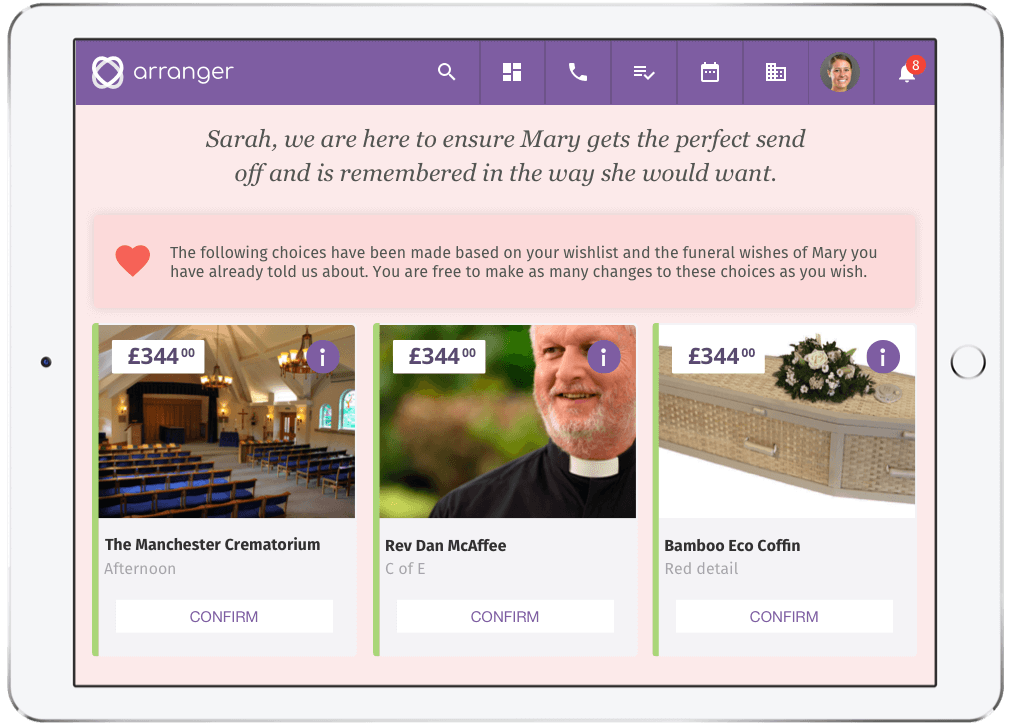 arranger
8
Sarah, we are here to ensure Mary gets the perfect send
off and is remembered in the way she would want.
The following choices have been made based on your wishlist and the funeral wishes of Mary you
have already told us about. You are free to make as many changes to these choices as you wish.
£344 00
i
£344 00
i
£344 00
i
The Manchester Crematorium
Afternoon
CONFIRM
Rev Dan McAffee
C of E
CONFIRM
Bamboo Eco Coffin
Red detail
CONFIRM